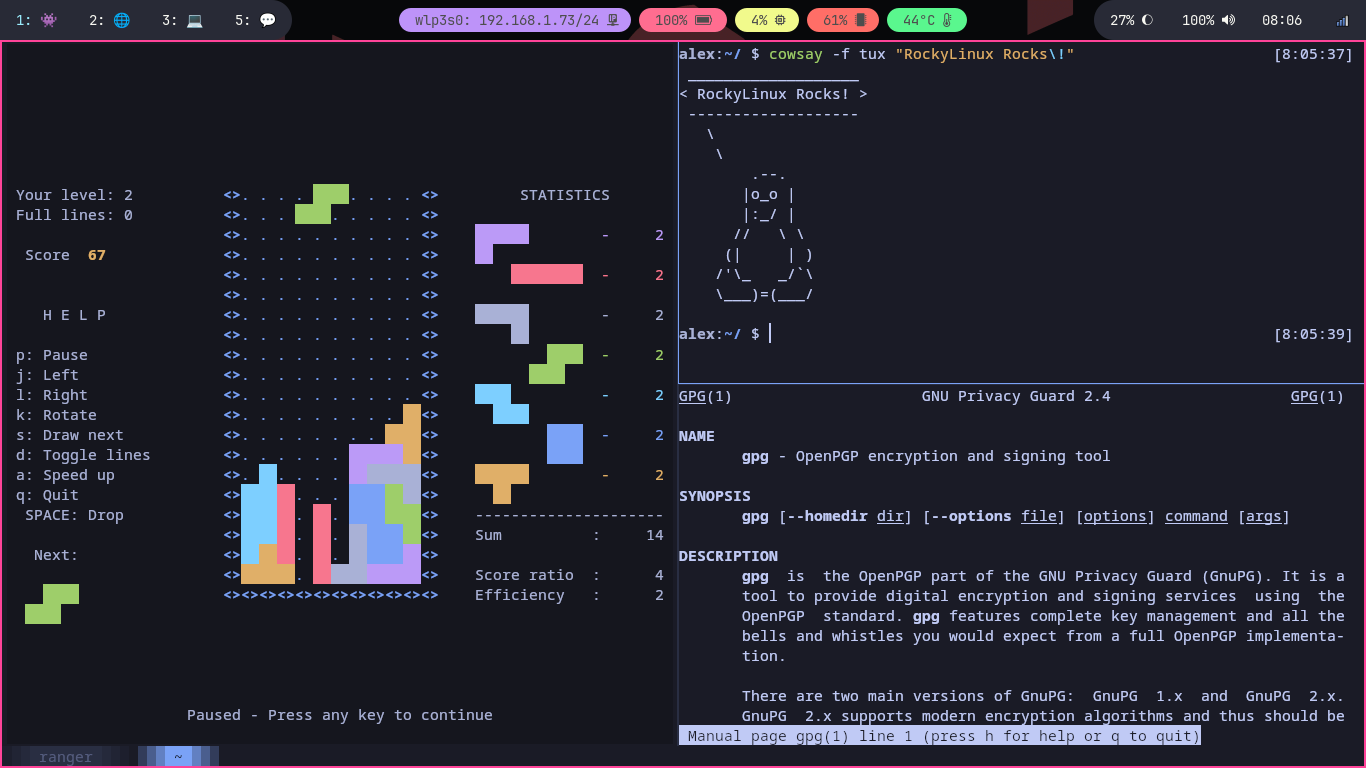 1: 2: 3: 5: wlp3s0: 192.168.1.73/24 100% 4% 61% 44°C 27% 100% 08:06
Your level: 2
Full lines: 0
Score 67
H E L P
p: Pause
j: Left
l: Right
k: Rotate
s: Draw next
d: Toggle lines
a: Speed up
q: Quit
SPACE: Drop
Next:
STATISTICS
- 2
- 2
- 2
- 2
- 2
- 2
- 2
---------------------
Sum : 14
Score ratio : 4
Efficiency : 2
Paused - Press any key to continue
ranger ~
alex:~/ $ cowsay -f tux "RockyLinux Rocks\!" [8:05:37]
 ___________________
< RockyLinux Rocks! >
 -------------------
   \
    \
        .--.
       |o_o |
       |:_/ |
      //   \ \
     (|     | )
    /'\_   _/`\
    \___)=(___/
alex:~/ $ [8:05:39]
GPG(1) GNU Privacy Guard 2.4 GPG(1)
NAME
gpg - OpenPGP encryption and signing tool
SYNOPSIS
gpg [--homedir dir] [--options file] [options] command [args]
DESCRIPTION
gpg is the OpenPGP part of the GNU Privacy Guard (GnuPG). It is a
tool to provide digital encryption and signing services using the
OpenPGP standard. gpg features complete key management and all the
bells and whistles you would expect from a full OpenPGP implementa-
tion.
There are two main versions of GnuPG: GnuPG 1.x and GnuPG 2.x.
GnuPG 2.x supports modern encryption algorithms and thus should be
Manual page gpg(1) line 1 (press h for help or q to quit)